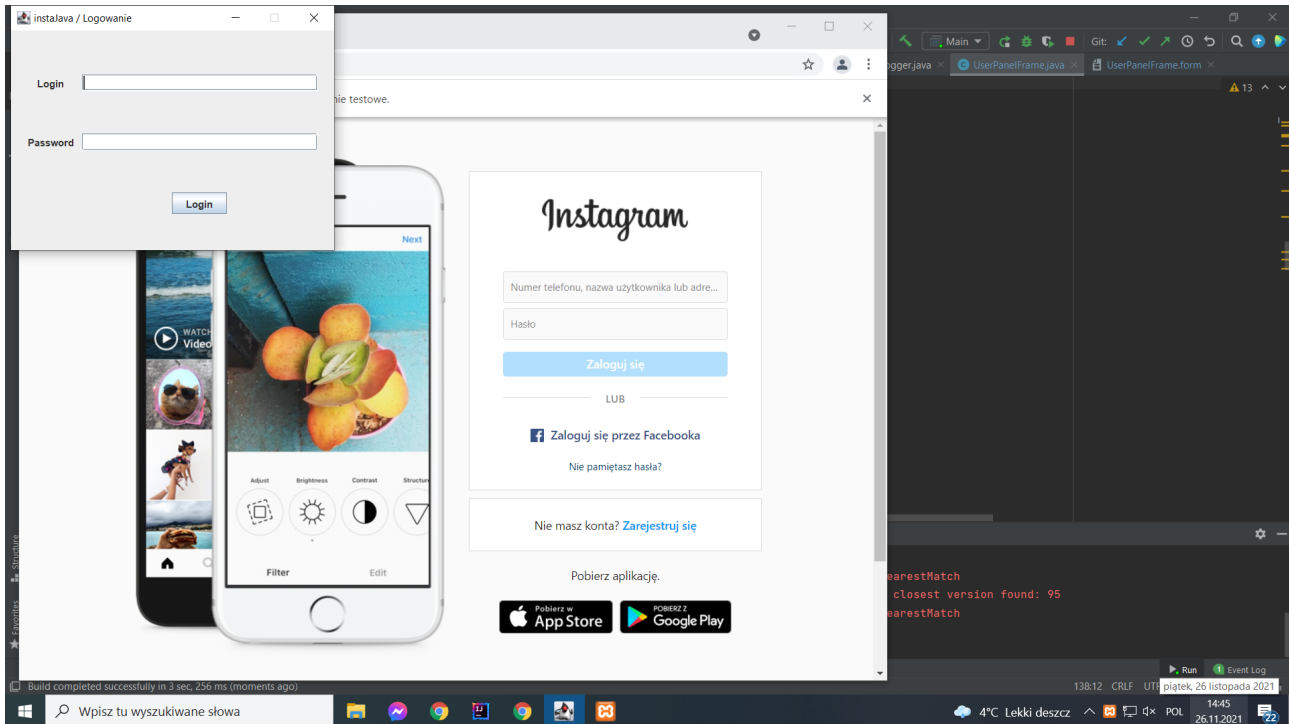 instaJava / Logowanie
Login
Password
Login
nie testowe.
Main
Git:
ogger.java
UserPanelFrame.java
UserPanelFrame.form
13
Next
WATCH
Video
Adjust
Brightness
Contrast
Structure
Filter
Edit
Instagram
Numer telefonu, nazwa użytkownika lub adre...
Hasło
Zaloguj się
LUB
Zaloguj się przez Facebooka
Nie pamiętasz hasła?
Nie masz konta? Zarejestruj się
Pobierz aplikację.
Pobierz w
App Store
POBIERZ Z
Google Play
Structure
Favorites
earestMatch
closest version found: 95
earestMatch
Run
1 Event Log
Build completed successfully in 3 sec, 256 ms (moments ago)
138:12 CRLF UT
piątek, 26 listopada 2021
Wpisz tu wyszukiwane słowa
4°C Lekki deszcz
POL
14:45
26.11.2021
22